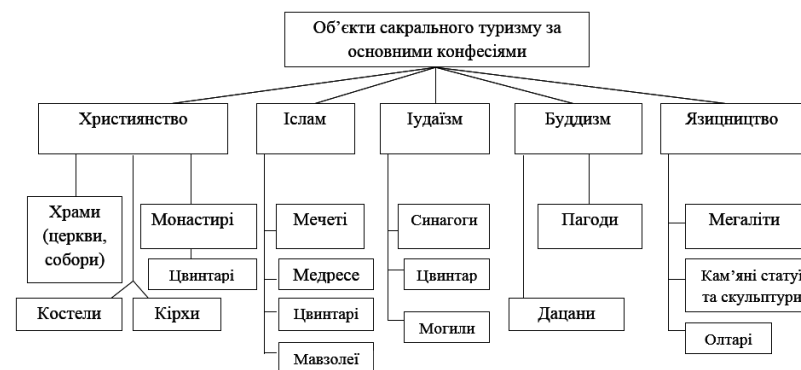 Об’єкти сакрального туризму за
основними конфесіями
Християнство
Іслам
Іудаїзм
Буддизм
Язицництво
Храми
(церкви,
собори)
Монастирі
Цвинтарі
Костели
Кірхи
Мечеті
Медресе
Цвинтарі
Мавзолеї
Синагоги
Цвинтар
Могили
Пагоди
Дацани
Мегаліти
Кам’яні статуї
та скульптури
Олтарі